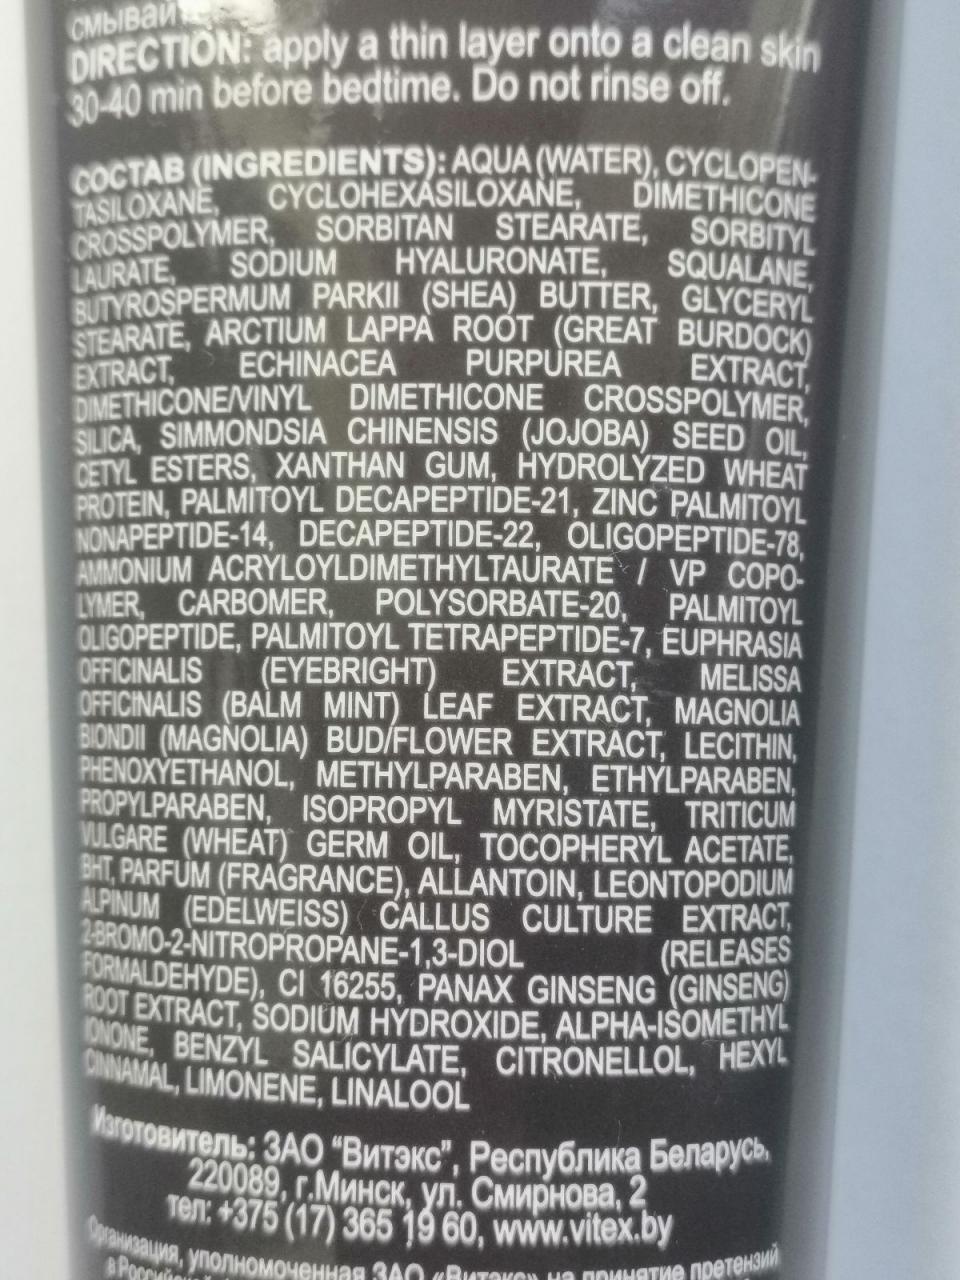 смывайт
DIRECTION: apply a thin layer onto a clean skin
30-40 min before bedtime. Do not rinse off.
СОСТАВ (INGREDIENTS): AQUA (WATER), CYCLOPEN-
TASILOXANE, CYCLOHEXASILOXANE, DIMETHICONE
CROSSPOLYMER, SORBITAN STEARATE, SORBITYL
LAURATE, SODIUM HYALURONATE, SQUALANE,
BUTYROSPERMUM PARKII (SHEA) BUTTER, GLYCERYL
STEARATE, ARCTIUM LAPPA ROOT (GREAT BURDOCK)
EXTRACT, ECHINACEA PURPUREA EXTRACT,
DIMETHICONE/VINYL DIMETHICONE CROSSPOLYMER,
SILICA, SIMMONDSIA CHINENSIS (JOJOBA) SEED OIL,
CETYL ESTERS, XANTHAN GUM, HYDROLYZED WHEAT
PROTEIN, PALMITOYL DECAPEPTIDE-21, ZINC PALMITOYL
NONAPEPTIDE-14, DECAPEPTIDE-22, OLIGOPEPTIDE-78,
AMMONIUM ACRYLOYLDIMETHYLTAURATE / VP COPO-
LYMER, CARBOMER, POLYSORBATE-20, PALMITOYL
OLIGOPEPTIDE, PALMITOYL TETRAPEPTIDE-7, EUPHRASIA
OFFICINALIS (EYEBRIGHT) EXTRACT, MELISSA
OFFICINALIS (BALM MINT) LEAF EXTRACT, MAGNOLIA
BIONDII (MAGNOLIA) BUD/FLOWER EXTRACT, LECITHIN,
PHENOXYETHANOL, METHYLPARABEN, ETHYLPARABEN,
PROPYLPARABEN, ISOPROPYL MYRISTATE, TRITICUM
VULGARE (WHEAT) GERM OIL, TOCOPHERYL ACETATE,
BHT, PARFUM (FRAGRANCE), ALLANTOIN, LEONTOPODIUM
ALPINUM (EDELWEISS) CALLUS CULTURE EXTRACT,
2-BROMO-2-NITROPROPANE-1,3-DIOL (RELEASES
FORMALDEHYDE), CI 16255, PANAX GINSENG (GINSENG)
ROOT EXTRACT, SODIUM HYDROXIDE, ALPHA-ISOMETHYL
IONONE, BENZYL SALICYLATE, CITRONELLOL, HEXYL
CINNAMAL, LIMONENE, LINALOOL
Изготовитель: ЗАО "Витэкс", Республика Беларусь,
220089, г.Минск, ул. Смирнова, 2
тел: +375 (17) 365 19 60, www.vitex.by
Организация, уполномоченная ЗАО «Витэкс» на принятие претензий